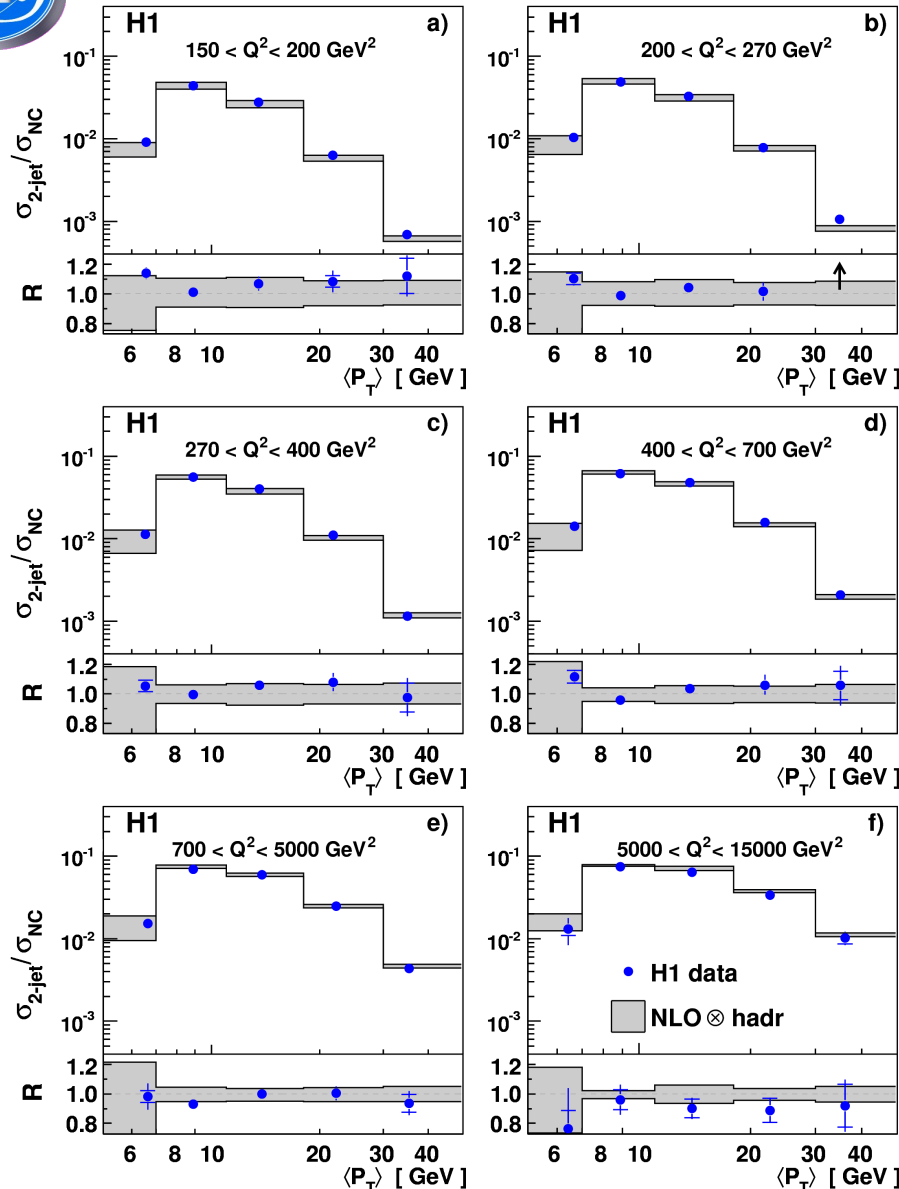 H1 a)
150 < Q² < 200 GeV²
10⁻¹
10⁻²
10⁻³
σ2-jet/σNC
1.2
1.0
0.8
R
6 8 10 20 30 40
⟨PT⟩ [ GeV ]
H1 b)
200 < Q² < 270 GeV²
10⁻¹
10⁻²
10⁻³
1.2
1.0
0.8
6 8 10 20 30 40
⟨PT⟩ [ GeV ]
H1 c)
270 < Q² < 400 GeV²
10⁻¹
10⁻²
10⁻³
σ2-jet/σNC
1.2
1.0
0.8
R
6 8 10 20 30 40
⟨PT⟩ [ GeV ]
H1 d)
400 < Q² < 700 GeV²
10⁻¹
10⁻²
10⁻³
1.2
1.0
0.8
6 8 10 20 30 40
⟨PT⟩ [ GeV ]
H1 e)
700 < Q² < 5000 GeV²
10⁻¹
10⁻²
10⁻³
σ2-jet/σNC
1.2
1.0
0.8
R
6 8 10 20 30 40
⟨PT⟩ [ GeV ]
H1 f)
5000 < Q² < 15000 GeV²
10⁻¹
10⁻²
10⁻³
H1 data
NLO ⊗ hadr
1.2
1.0
0.8
6 8 10 20 30 40
⟨PT⟩ [ GeV ]